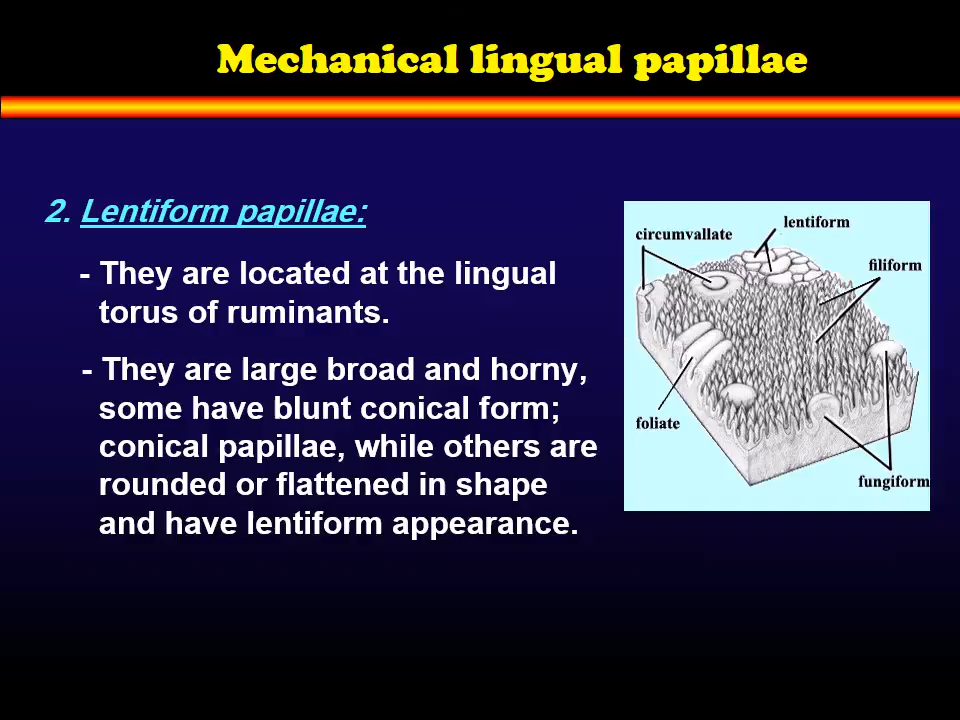 Mechanical lingual papillae
2. Lentiform papillae:
- They are located at the lingual
torus of ruminants.
- They are large broad and horny,
some have blunt conical form;
conical papillae, while others are
rounded or flattened in shape
and have lentiform appearance.
lentiform
circumvallate
filiform
foliate
fungiform